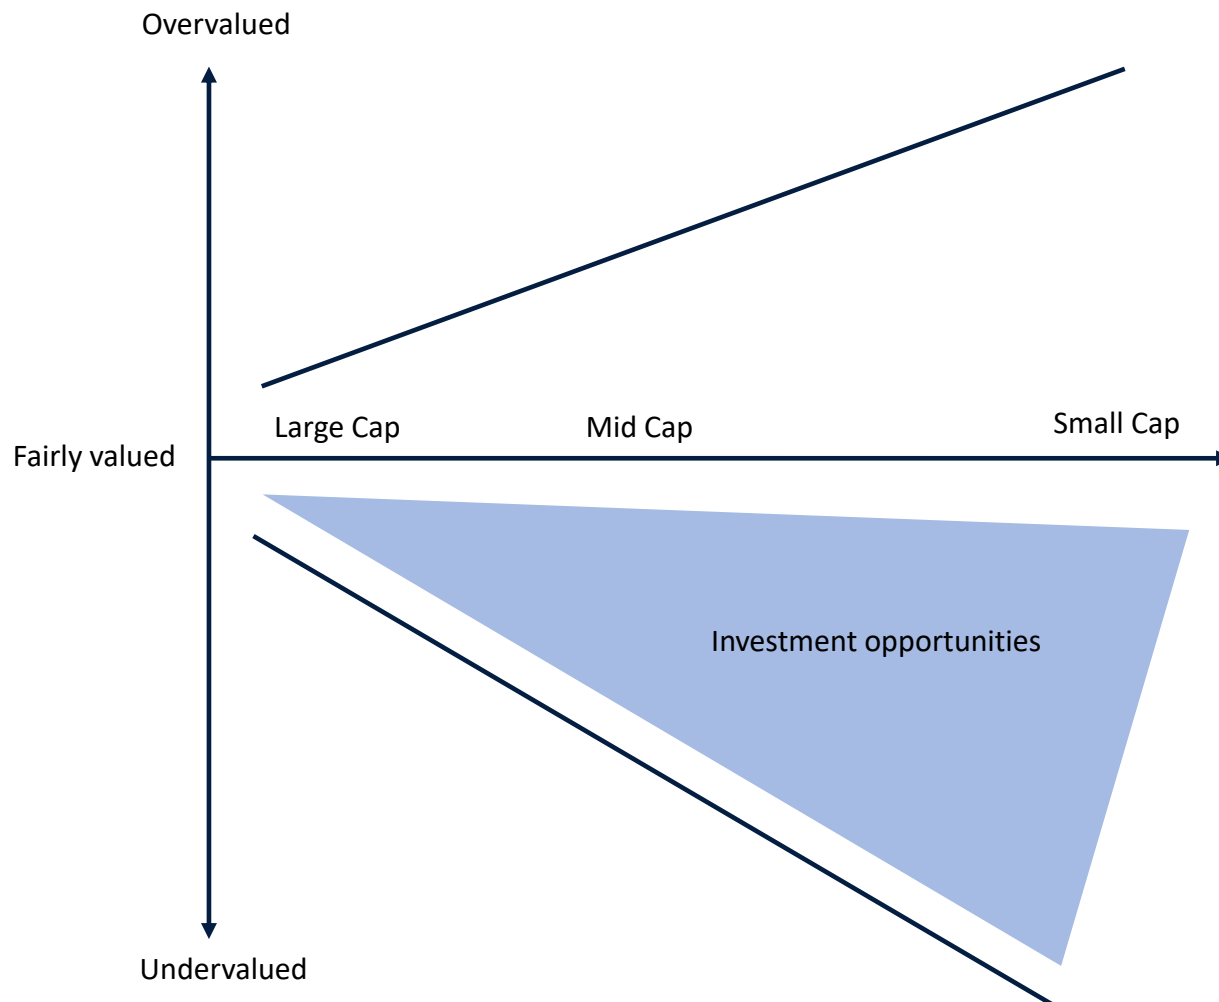 Overvalued
Large Cap
Mid Cap
Small Cap
Fairly valued
Investment opportunities
Undervalued